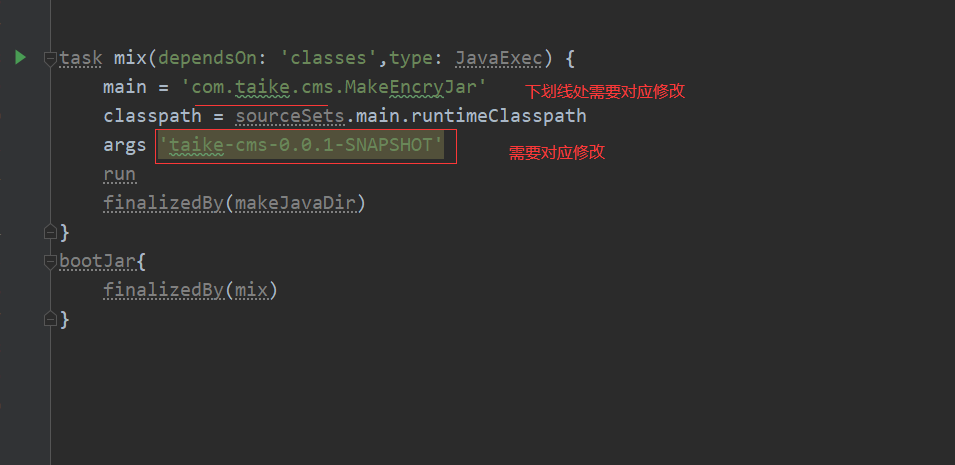 task mix(dependsOn: 'classes',type: JavaExec) {
main = 'com.taike.cms.MakeEncryJar' 下划线处需要对应修改
classpath = sourceSets.main.runtimeClasspath
args 'taike-cms-0.0.1-SNAPSHOT' 需要对应修改
run
finalizedBy(makeJavaDir)
}
bootJar{
finalizedBy(mix)
}